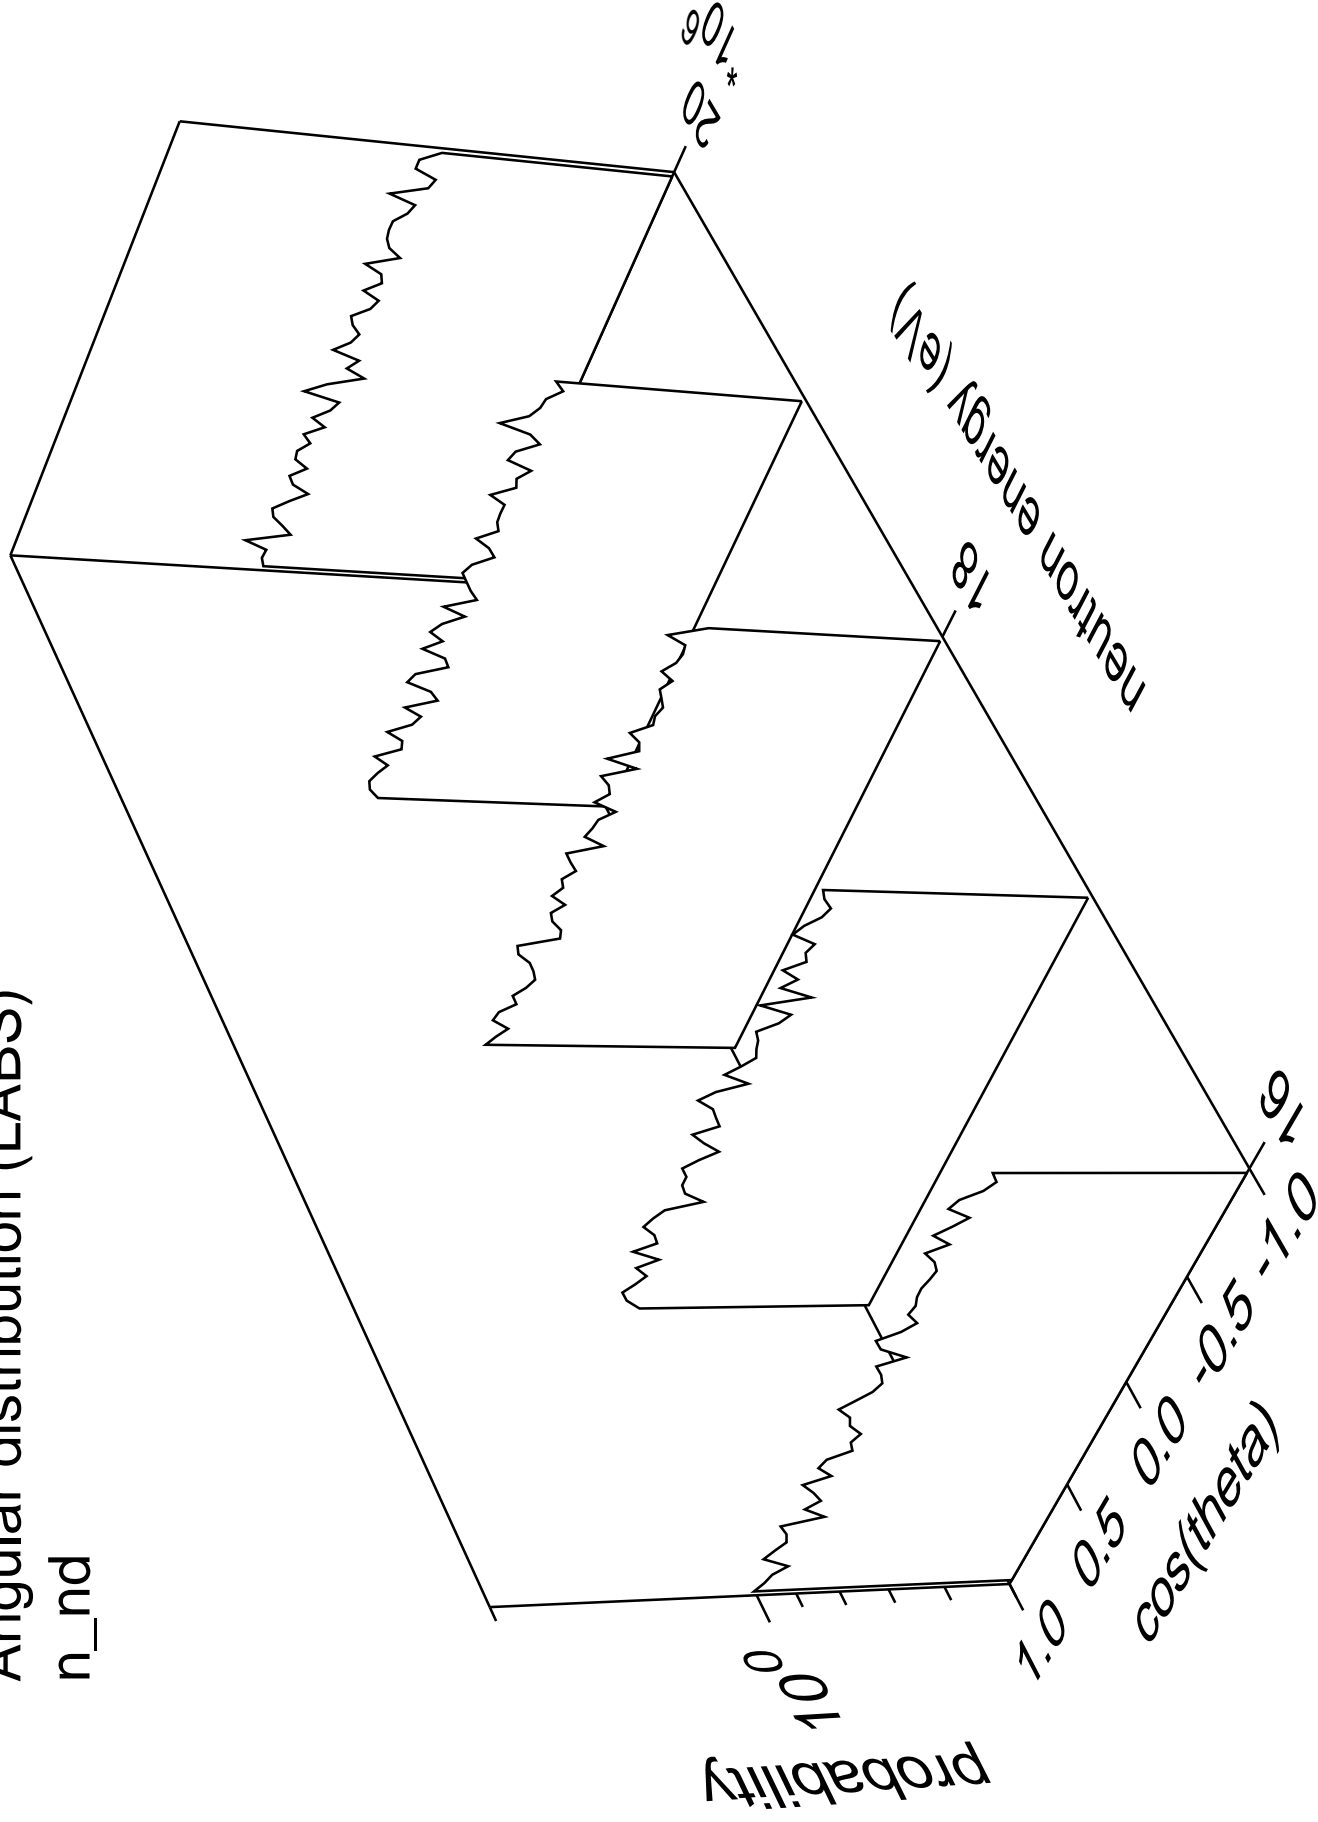 Angular distribution (LABS)
n_nd
probability
10^0
1.0 0.5 0.0 -0.5 -1.0
cos(theta)
16 18 20
*10^6
neutron energy (eV)